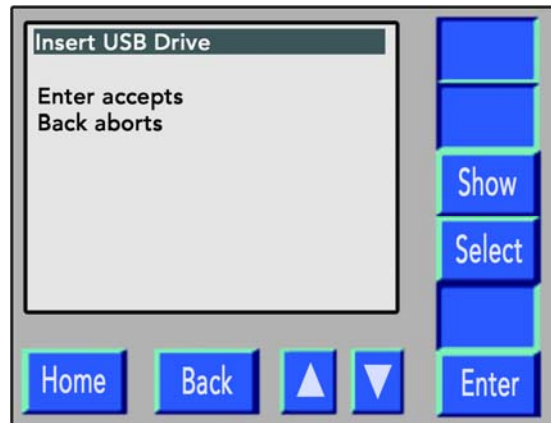 Insert USB Drive
Enter accepts
Back aborts
Show
Select
Home Back Enter